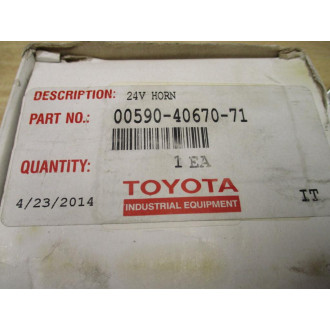 DESCRIPTION: 24V HORN
PART NO.: 00590-40670-71
QUANTITY: 1 EA
TOYOTA
INDUSTRIAL EQUIPMENT
4/23/2014 IT